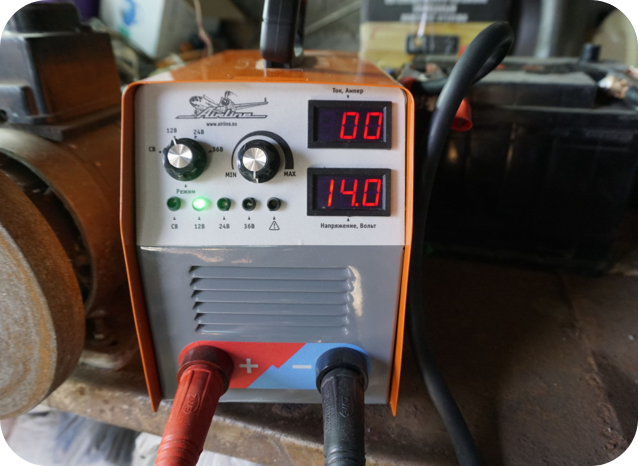 Ток, Ампер
Airline
www.airline.su
00
12В
24В
СВ
36В
MIN
MAX
Режим
14.0
СВ
12В
24В
36В
Напряжение, Вольт
+